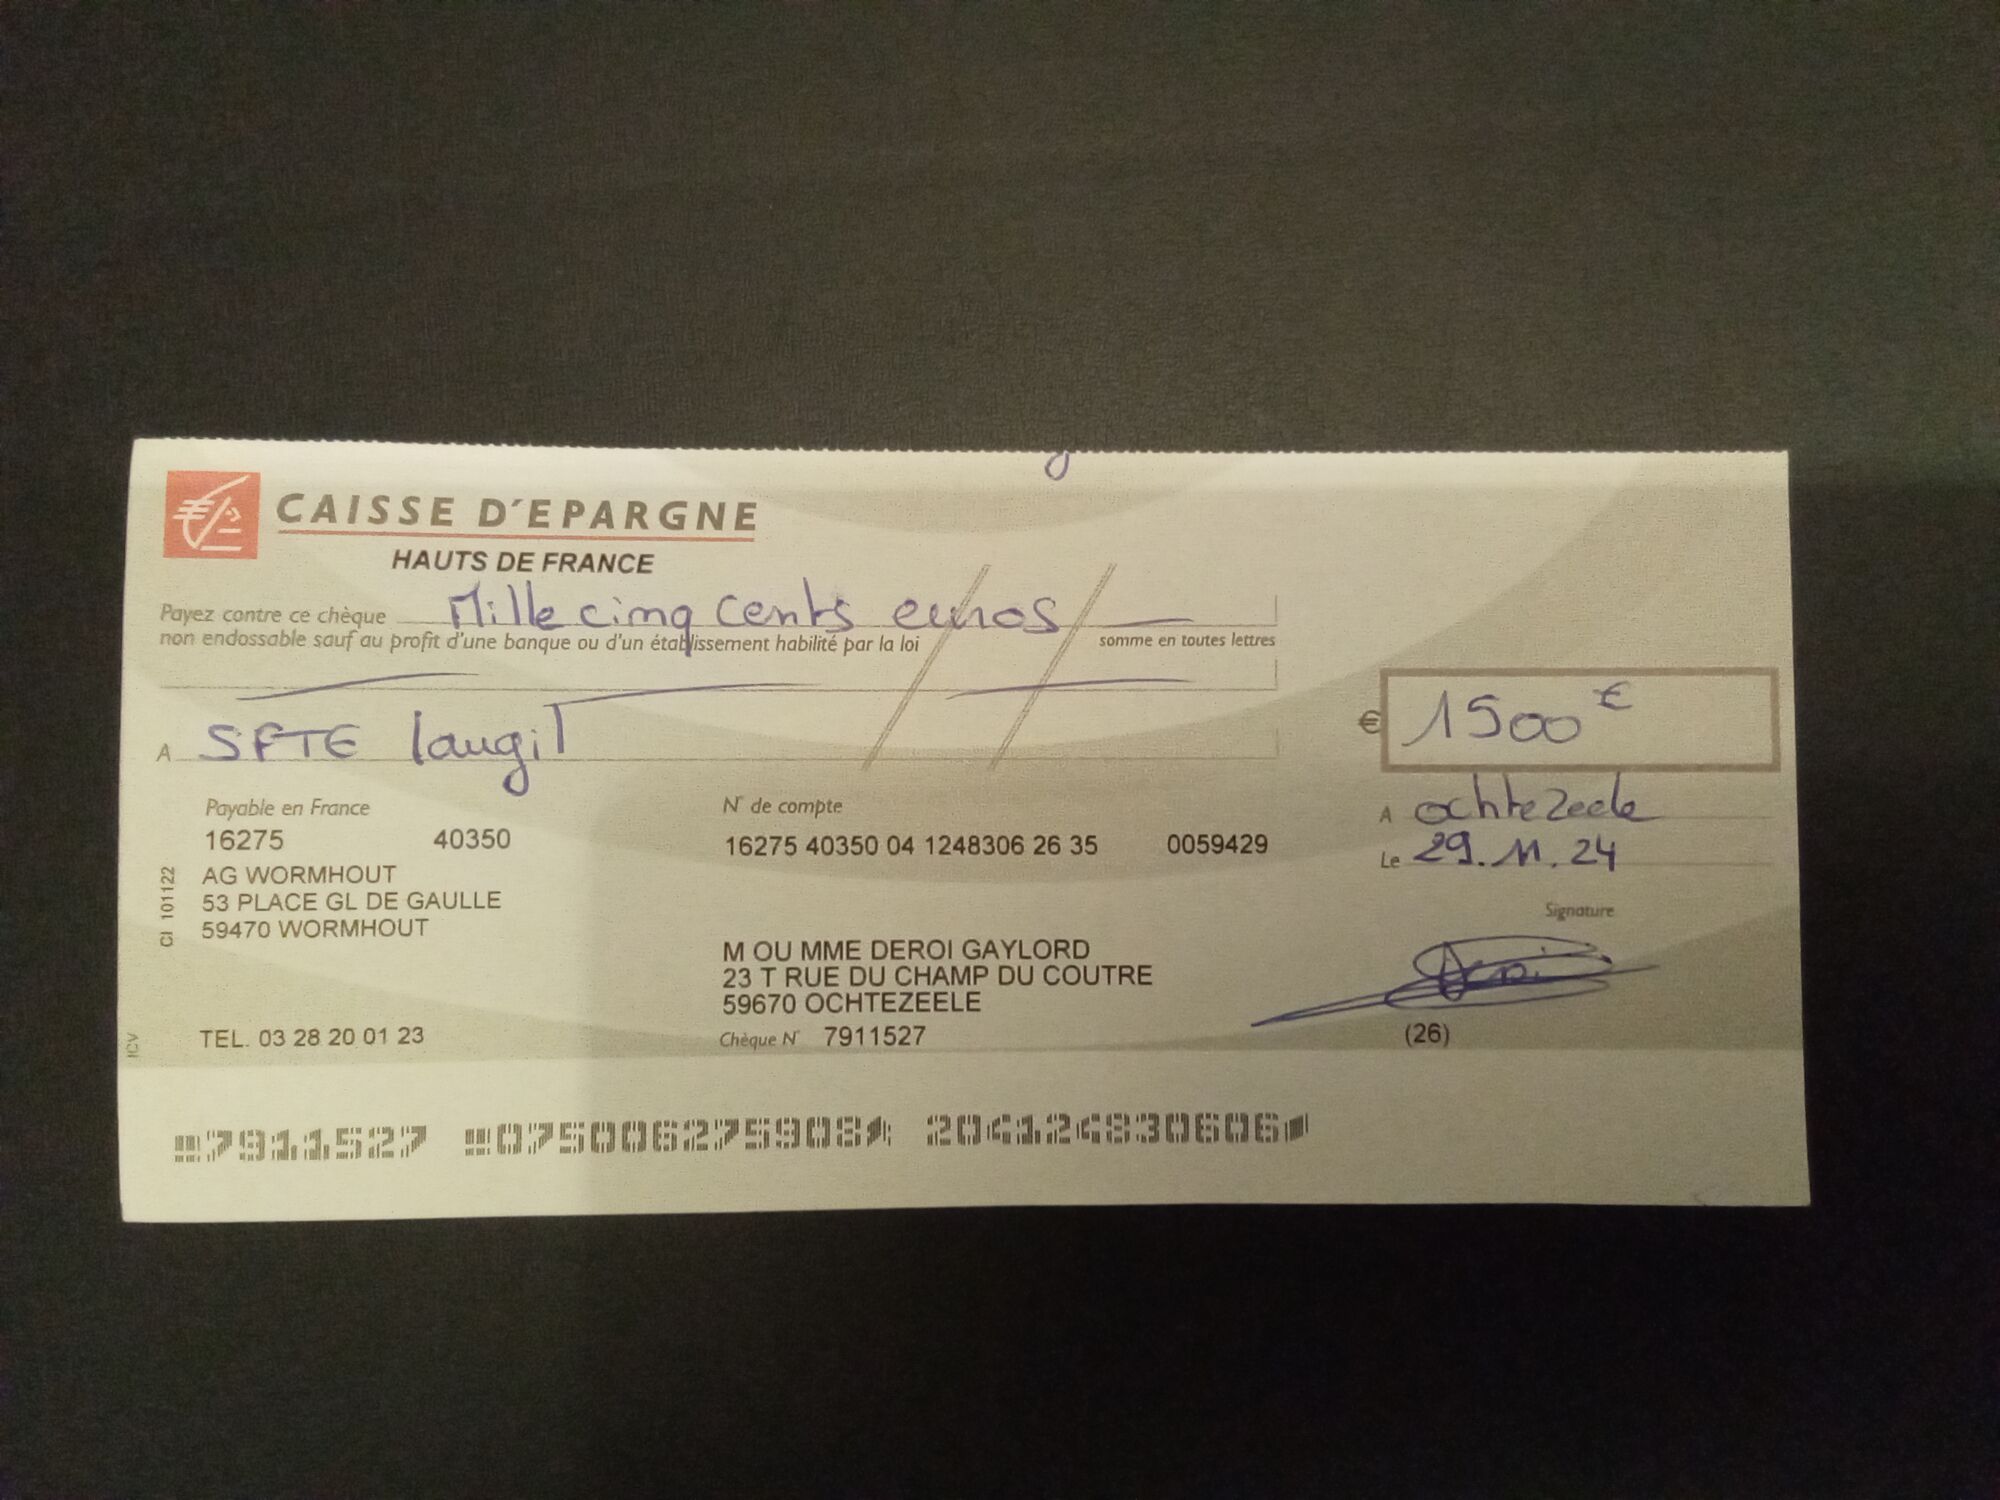 CAISSE D'EPARGNE
HAUTS DE FRANCE
Payez contre ce chèque Mille cinq cents euros
non endossable sauf au profit d'une banque ou d'un établissement habilité par la loi somme en toutes lettres
€ 1500 €
A
Payable en France
16275 40350
AG WORMHOUT
53 PLACE GL DE GAULLE
59470 WORMHOUT
TEL. 03 28 20 01 23
CI 101122
ICV
N° de compte
16275 40350 04 1248306 26 35 0059429
M OU MME DEROI GAYLORD
23 T RUE DU CHAMP DU COUTRE
59670 OCHTEZEELE
Chèque N° 7911527
A ochtezeele
Le 29.11.24
Signature
(26)
7911527 075006275908 204124830606